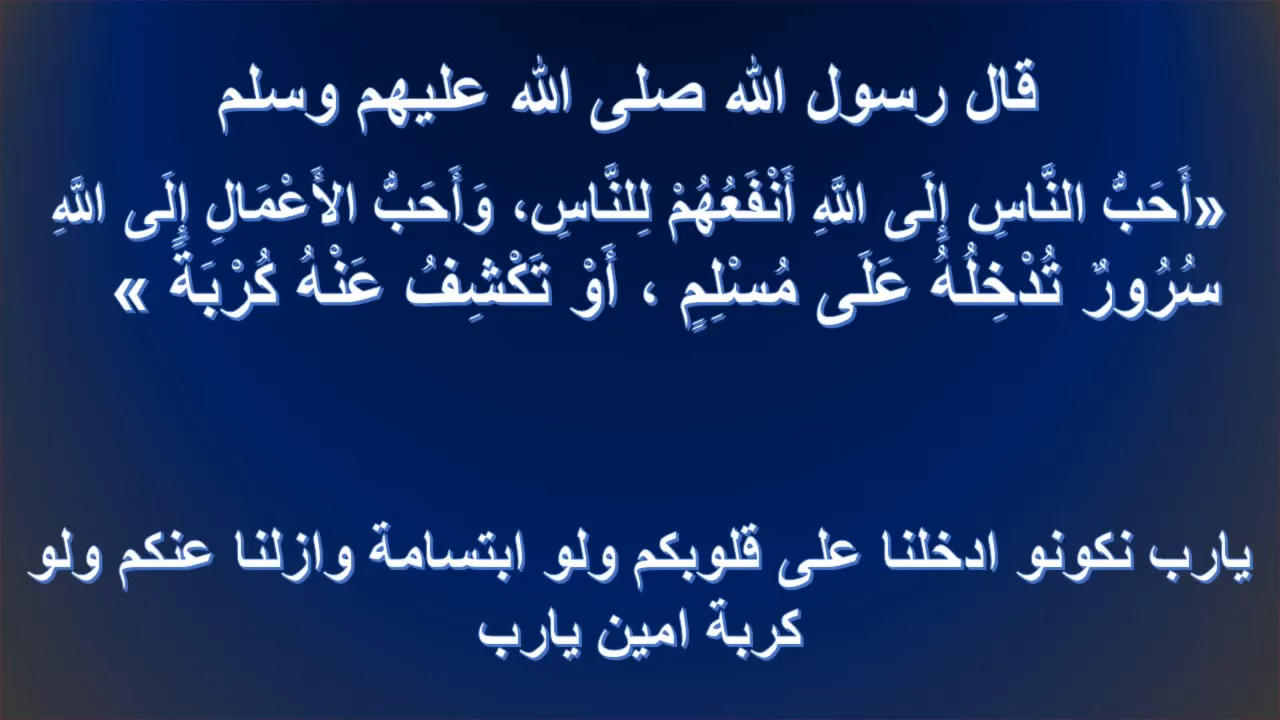 قال رسول الله صلى الله عليهم وسلم
«أَحَبُّ النَّاسِ إِلَى اللَّهِ أَنْفَعُهُمْ لِلنَّاسِ، وَأَحَبُّ الأَعْمَالِ إِلَى اللَّهِ
سُرُورٌ تُدْخِلُهُ عَلَى مُسْلِمٍ ، أَوْ تَكْشِفُ عَنْهُ كُرْبَةً »
يارب نكونو ادخلنا على قلوبكم ولو ابتسامة وازلنا عنكم ولو
كربة امين يارب